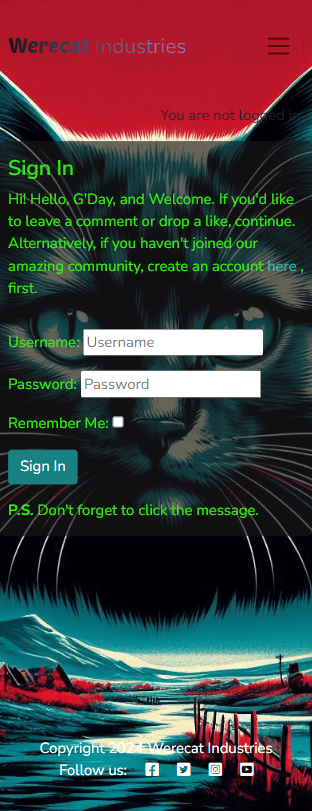 Werecat Industries
You are not logged in
Sign In
Hi! Hello, G'Day, and Welcome. If you'd like
to leave a comment or drop a like, continue.
Alternatively, if you haven't joined our
amazing community, create an account here ,
first.
Username: Username
Password: Password
Remember Me:
Sign In
P.S. Don't forget to click the message.
Copyright 2023 Werecat Industries
Follow us: